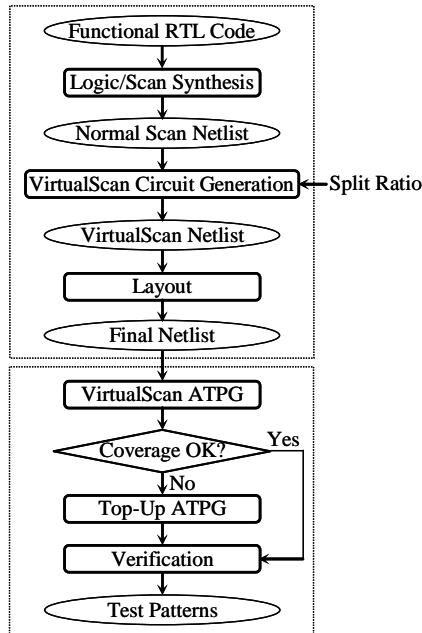 Functional RTL Code
Logic/Scan Synthesis
Normal Scan Netlist
VirtualScan Circuit Generation
Split Ratio
VirtualScan Netlist
Layout
Final Netlist
VirtualScan ATPG
Coverage OK?
Yes
No
Top-Up ATPG
Verification
Test Patterns